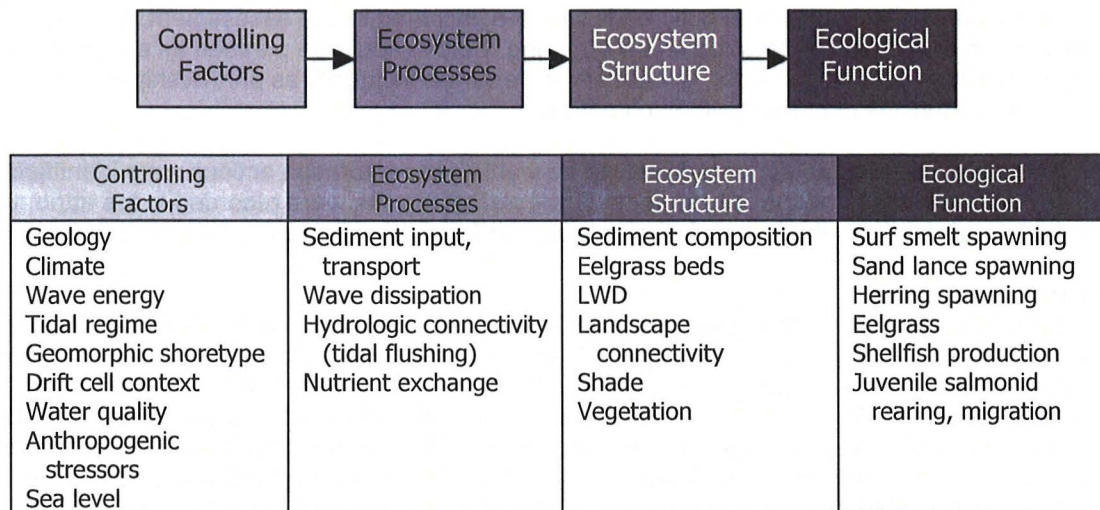 Controlling
Factors
Ecosystem
Processes
Ecosystem
Structure
Ecological
Function
Controlling
Factors
Ecosystem
Processes
Ecosystem
Structure
Ecological
Function
Geology
Climate
Wave energy
Tidal regime
Geomorphic shoretype
Drift cell context
Water quality
Anthropogenic
stressors
Sea level
Sediment input,
transport
Wave dissipation
Hydrologic connectivity
(tidal flushing)
Nutrient exchange
Sediment composition
Eelgrass beds
LWD
Landscape
connectivity
Shade
Vegetation
Surf smelt spawning
Sand lance spawning
Herring spawning
Eelgrass
Shellfish production
Juvenile salmonid
rearing, migration